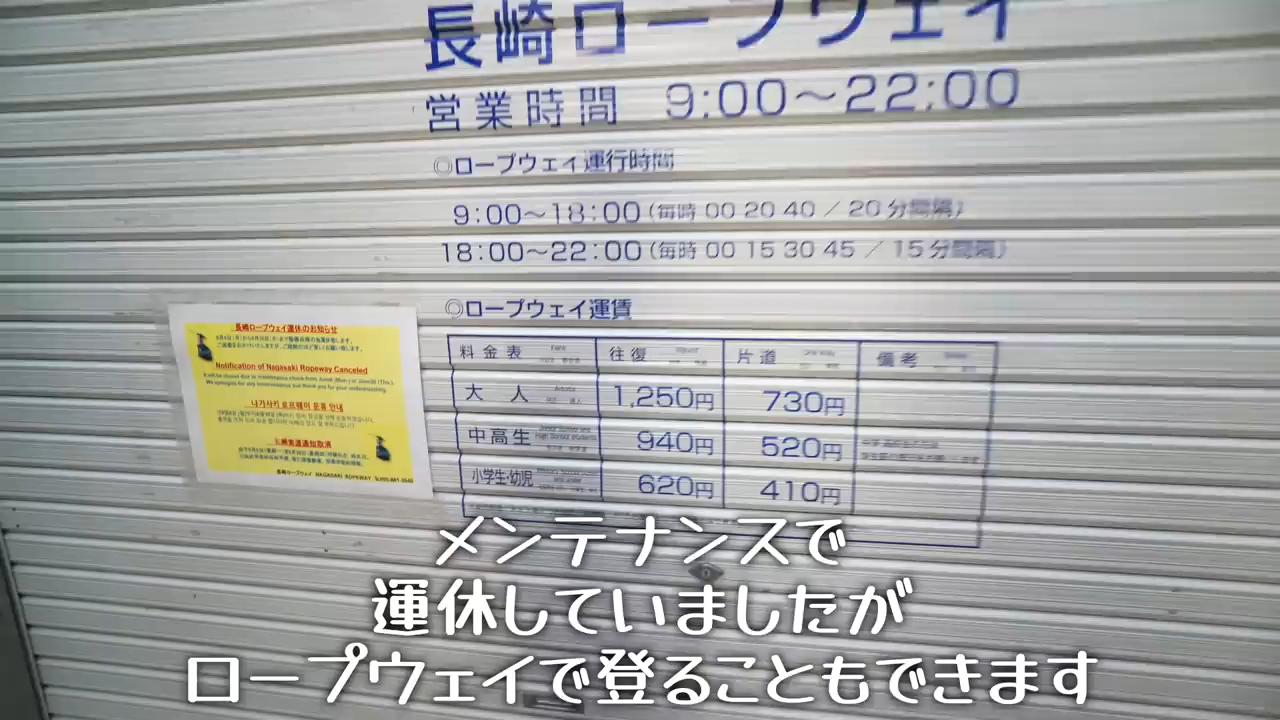 長崎ロープウェイ
営業時間 9:00～22:00
◎ロープウェイ運行時間
9:00～18:00(毎時 00 20 40 / 20分間隔)
18:00～22:00(毎時 00 15 30 45 / 15分間隔)
◎ロープウェイ運賃
料金表 往復 片道 備考
大人 1,250円 730円
中高生 940円 520円
小学生・幼児 620円 410円
長崎ロープウェイ運休のお知らせ
Notification of Nagasaki Ropeway Canceled
나가사키 로프웨이 운휴 안내
長崎ロープウェイ NAGASAKI ROPEWAY
メンテナンスで
運休していましたが
ロープウェイで登ることもできます